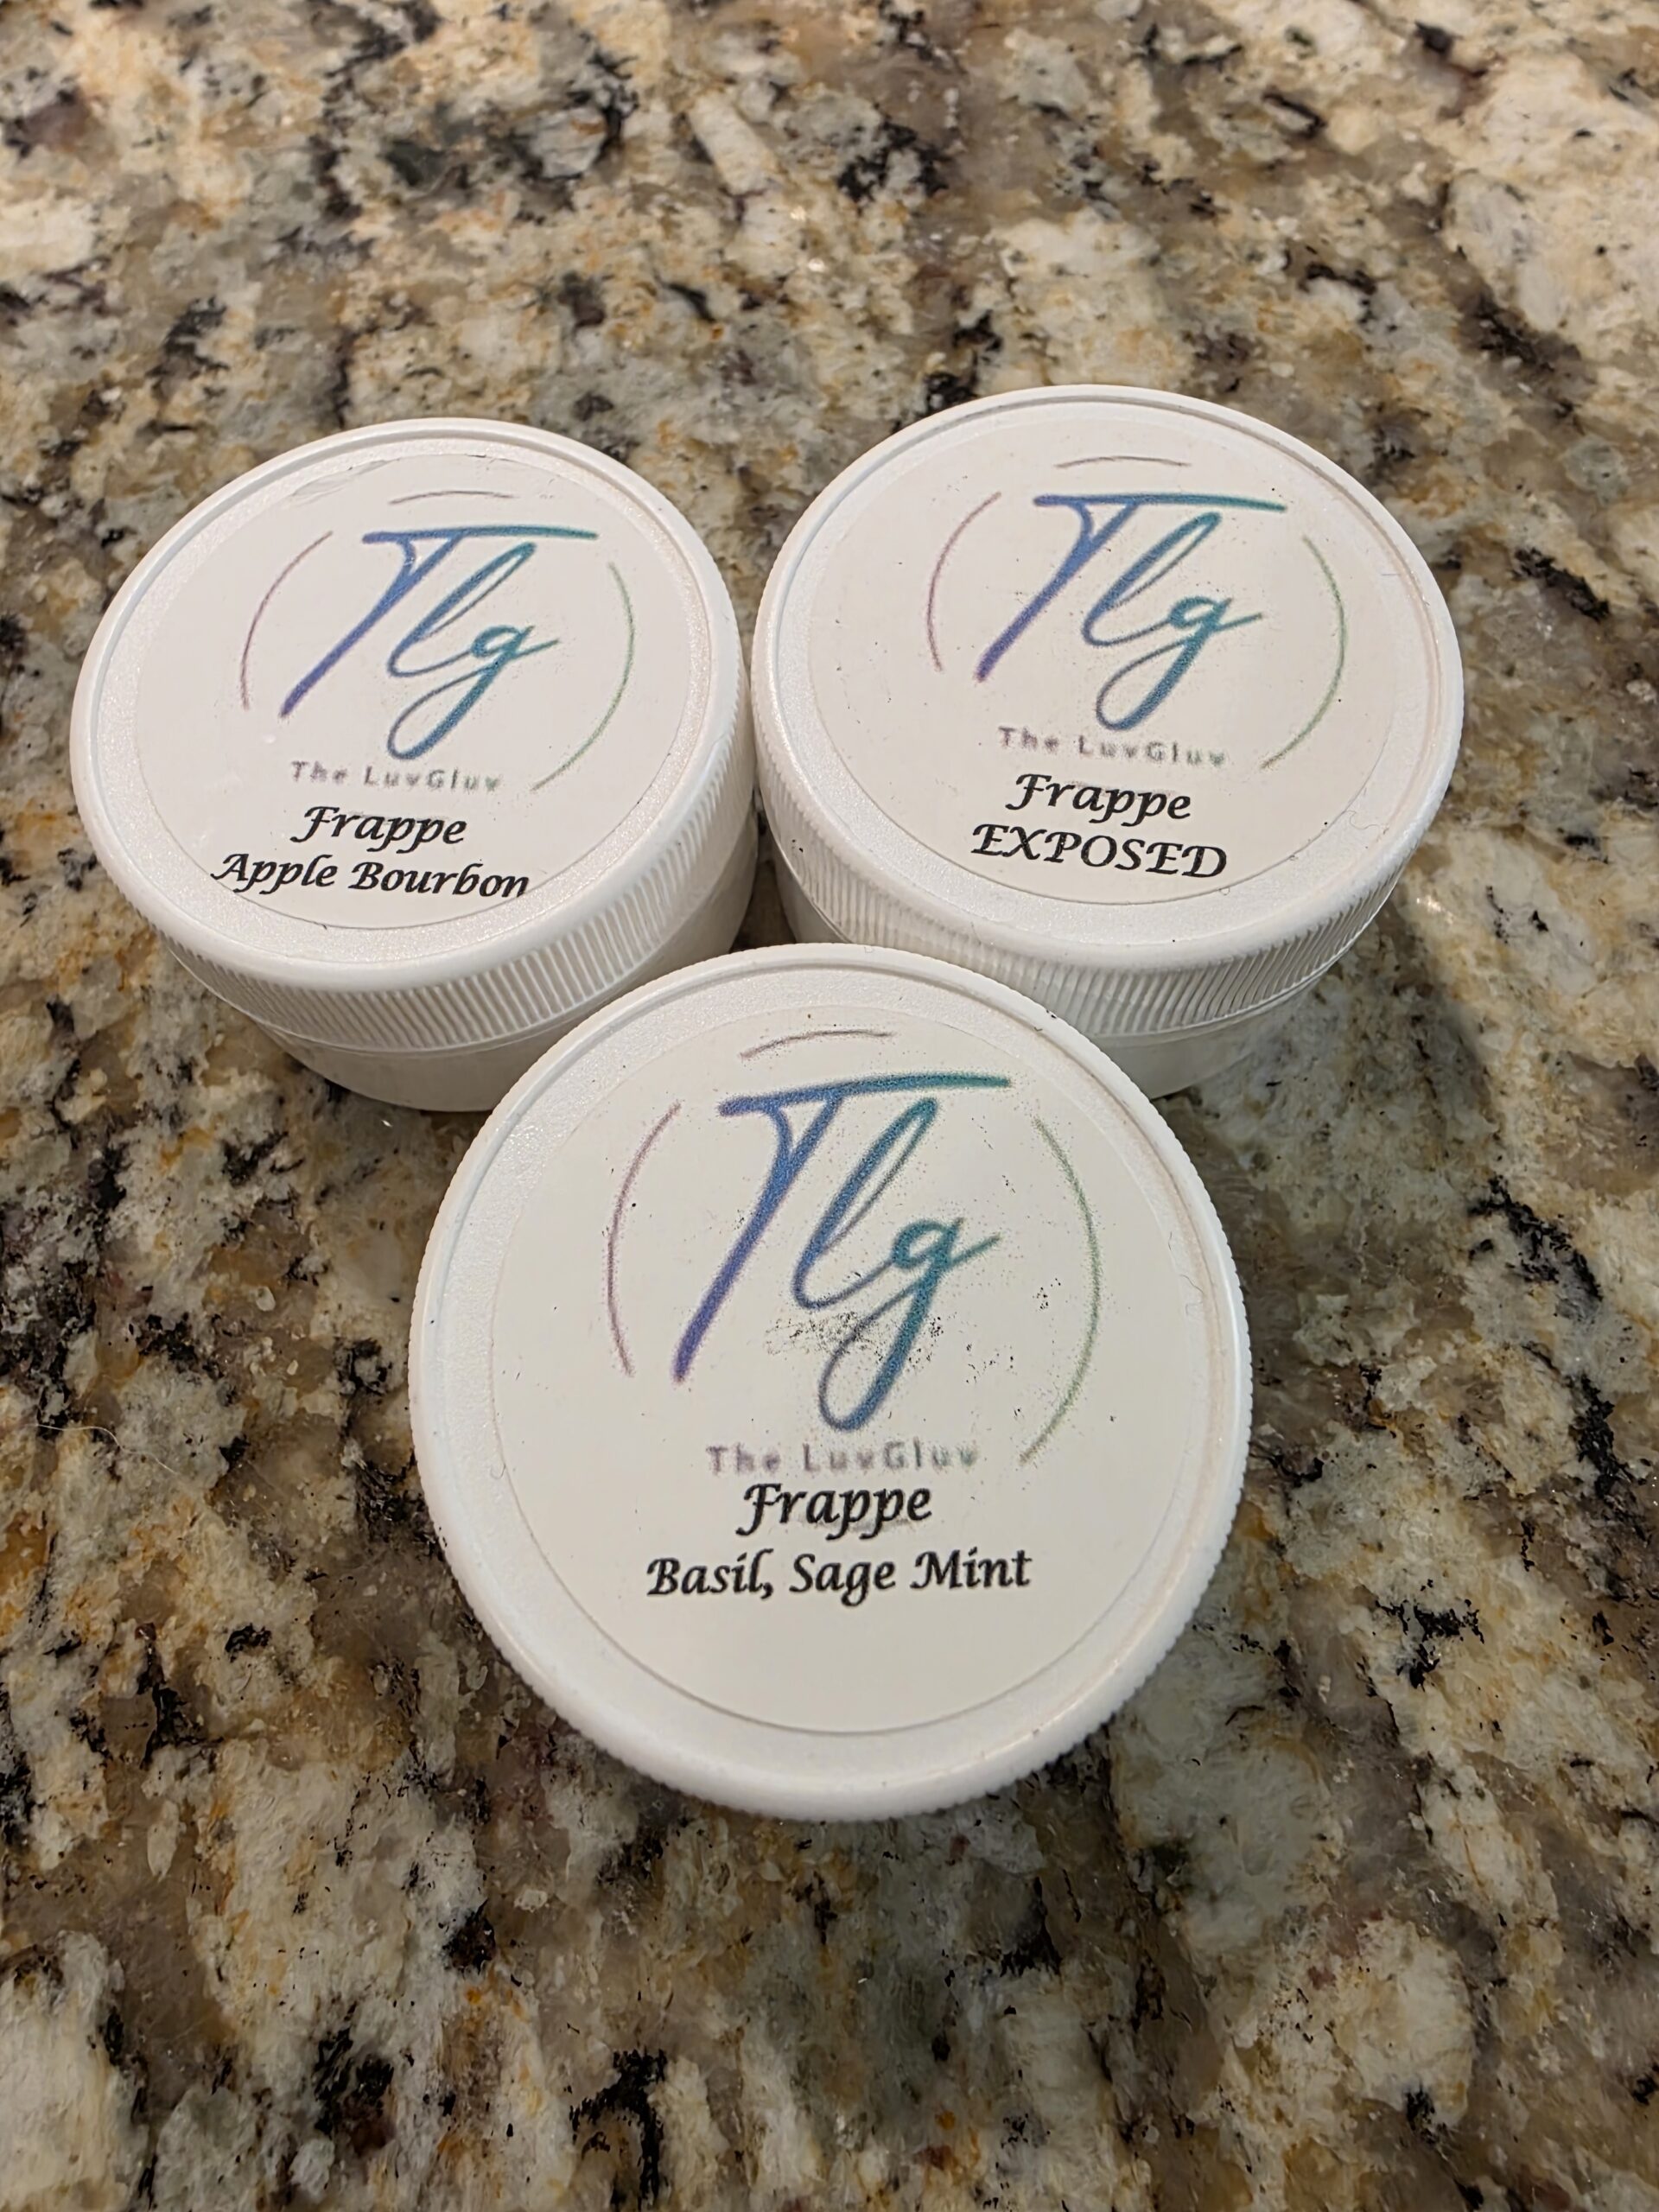 Tlg
The LuvGluv
Frappe
Apple Bourbon
Tlg
The LuvGluv
Frappe
EXPOSED
Tlg
The LuvGluv
Frappe
Basil, Sage Mint